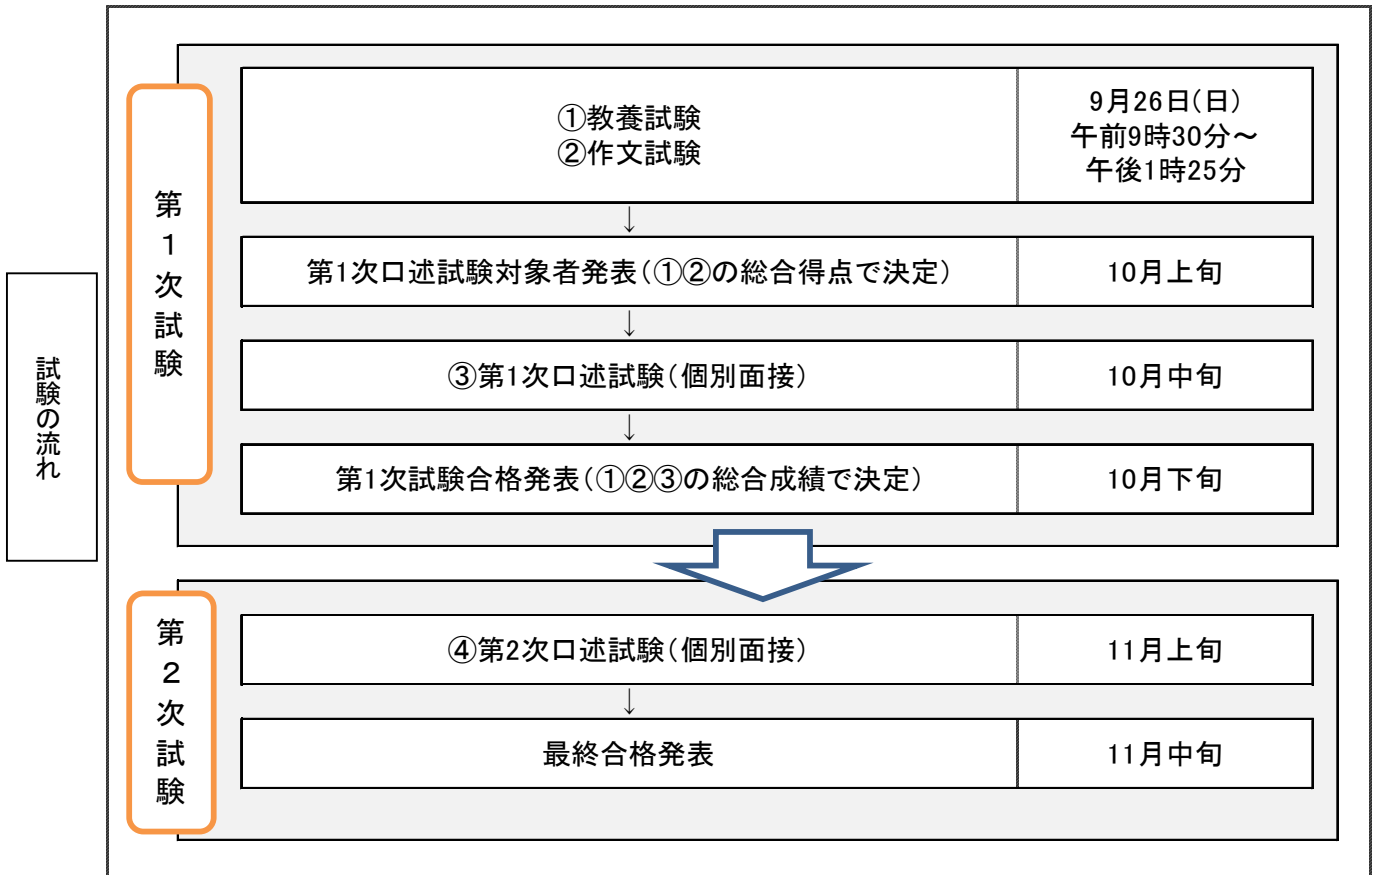 試験の流れ
第1次試験
①教養試験
②作文試験
9月26日(日)
午前9時30分～
午後1時25分
↓
第1次口述試験対象者発表(①②の総合得点で決定)
10月上旬
↓
③第1次口述試験(個別面接)
10月中旬
↓
第1次試験合格発表(①②③の総合成績で決定)
10月下旬
第2次試験
④第2次口述試験(個別面接)
11月上旬
↓
最終合格発表
11月中旬